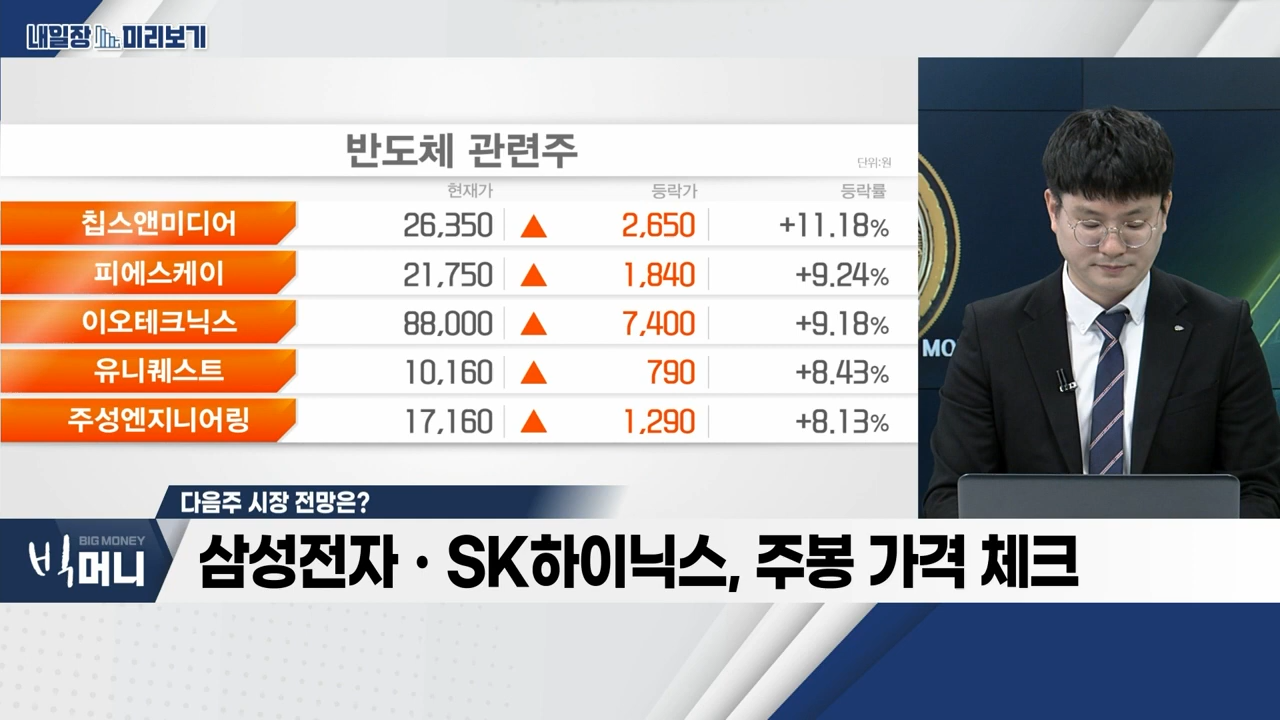 내일장 미리보기
반도체 관련주
단위:원
현재가 등락가 등락률
칩스앤미디어 26,350 ▲ 2,650 +11.18%
피에스케이 21,750 ▲ 1,840 +9.24%
이오테크닉스 88,000 ▲ 7,400 +9.18%
유니퀘스트 10,160 ▲ 790 +8.43%
주성엔지니어링 17,160 ▲ 1,290 +8.13%
MO
다음주 시장 전망은?
BIG MONEY
빅머니
삼성전자 · SK하이닉스, 주봉 가격 체크